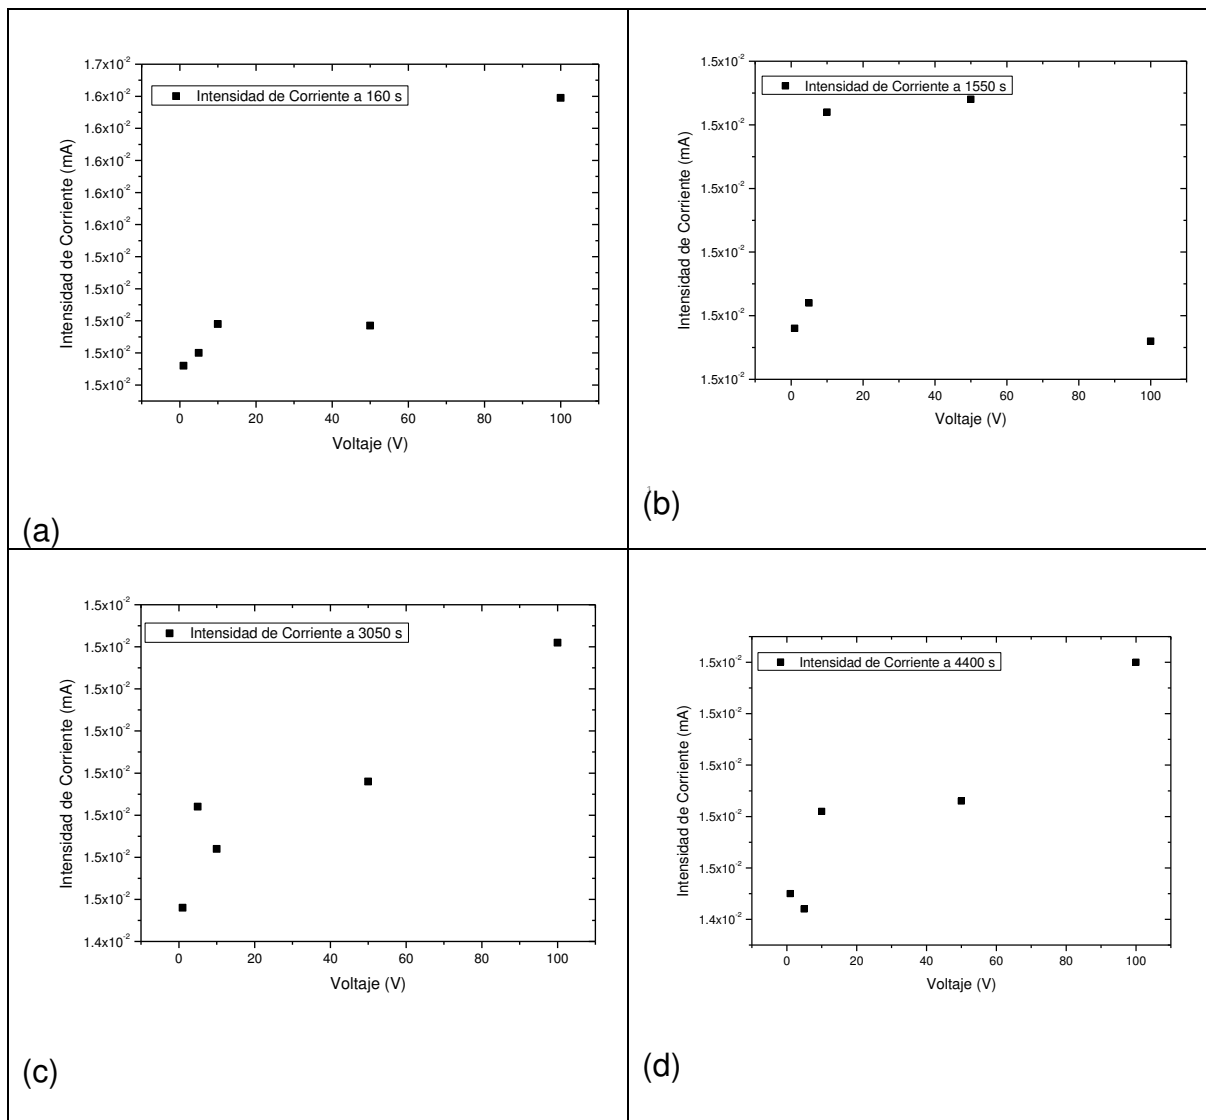 1.7x10⁻²
1.6x10⁻²
1.6x10⁻²
1.6x10⁻²
1.6x10⁻²
1.6x10⁻²
1.5x10⁻²
1.5x10⁻²
1.5x10⁻²
1.5x10⁻²
1.5x10⁻²
Intensidad de Corriente (mA)
Intensidad de Corriente a 160 s
0 20 40 60 80 100
Voltaje (V)
(a)
1.5x10⁻²
1.5x10⁻²
1.5x10⁻²
1.5x10⁻²
1.5x10⁻²
1.5x10⁻²
Intensidad de Corriente (mA)
Intensidad de Corriente a 1550 s
0 20 40 60 80 100
Voltaje (V)
1
(b)
1.5x10⁻²
1.5x10⁻²
1.5x10⁻²
1.5x10⁻²
1.5x10⁻²
1.5x10⁻²
1.5x10⁻²
1.5x10⁻²
1.4x10⁻²
Intensidad de Corriente (mA)
Intensidad de Corriente a 3050 s
0 20 40 60 80 100
Voltaje (V)
(c)
1.5x10⁻²
1.5x10⁻²
1.5x10⁻²
1.5x10⁻²
1.5x10⁻²
1.4x10⁻²
Intensidad de Corriente (mA)
Intensidad de Corriente a 4400 s
0 20 40 60 80 100
Voltaje (V)
(d)